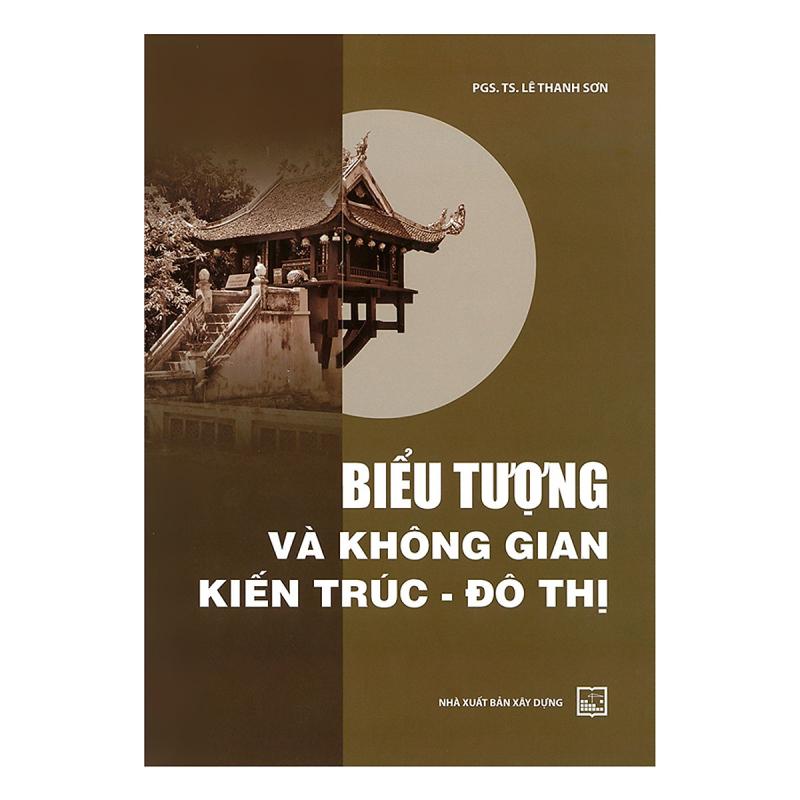 PGS. TS. LÊ THANH SƠN
BIỂU TƯỢNG
VÀ KHÔNG GIAN
KIẾN TRÚC - ĐÔ THỊ
NHÀ XUẤT BẢN XÂY DỰNG